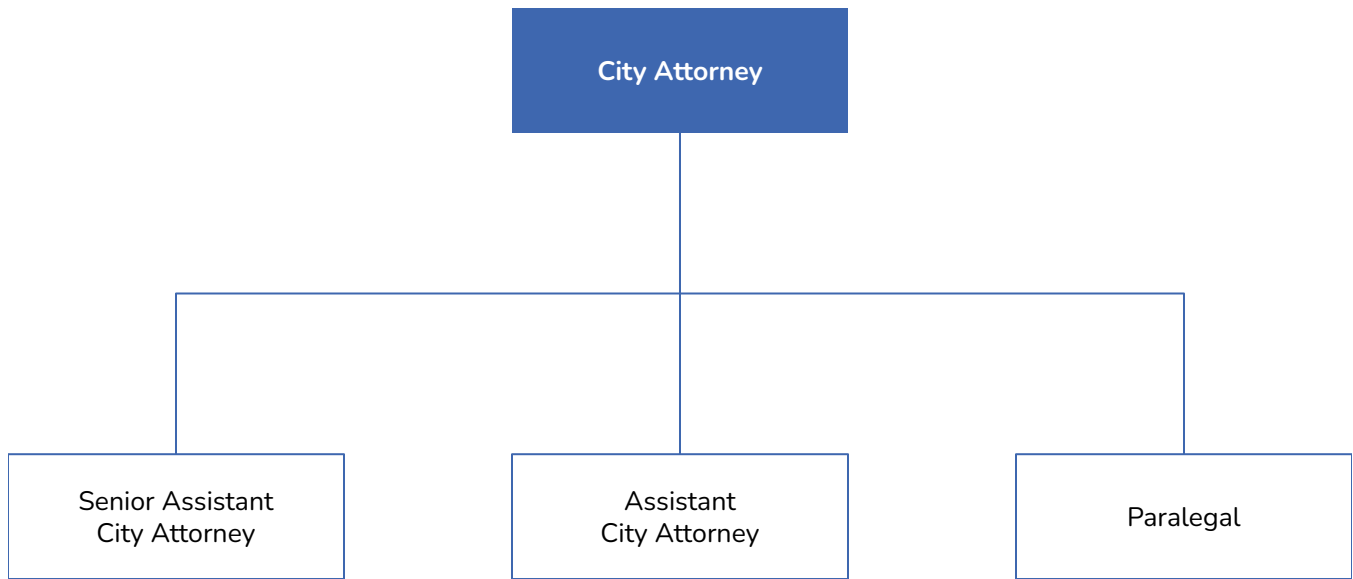 City Attorney
Senior Assistant
City Attorney
Assistant
City Attorney
Paralegal